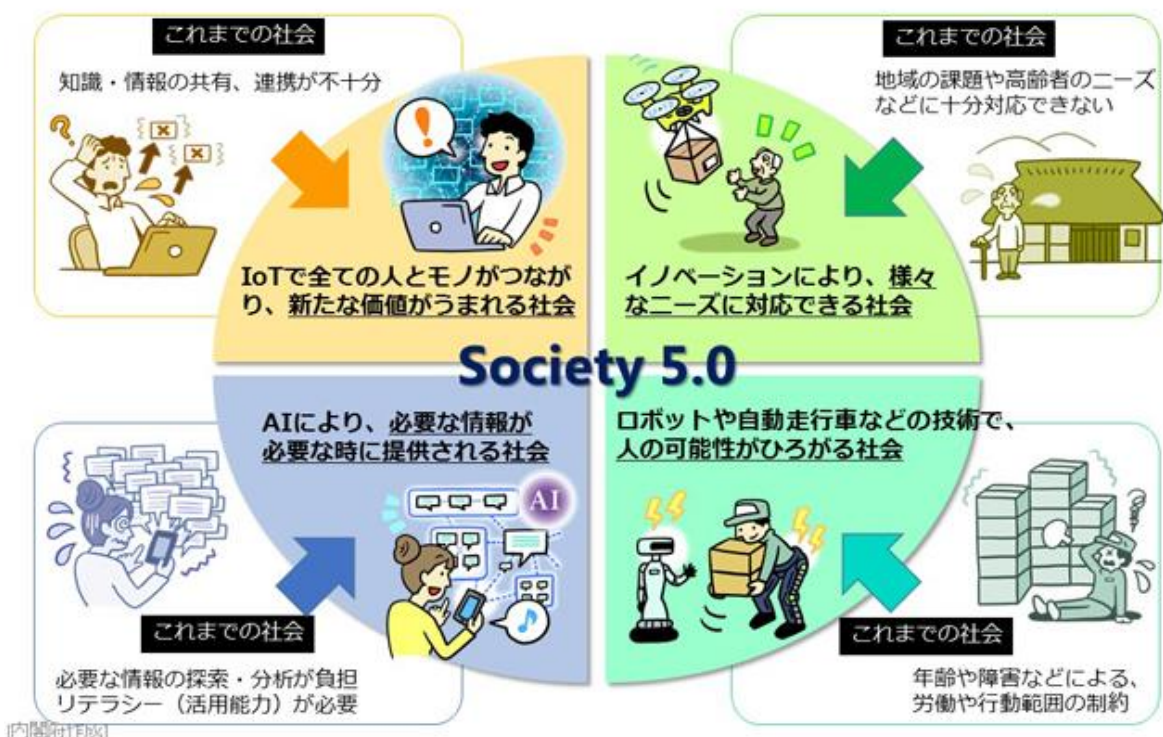 これまでの社会
知識・情報の共有、連携が不十分
IoTで全ての人とモノがつなが
り、新たな価値がうまれる社会
これまでの社会
地域の課題や高齢者のニーズ
などに十分対応できない
イノベーションにより、様々
なニーズに対応できる社会
Society 5.0
AIにより、必要な情報が
必要な時に提供される社会
AI
これまでの社会
必要な情報の探索・分析が負担
リテラシー（活用能力）が必要
ロボットや自動走行車などの技術で、
人の可能性がひろがる社会
これまでの社会
年齢や障害などによる、
労働や行動範囲の制約
[内閣府作成]